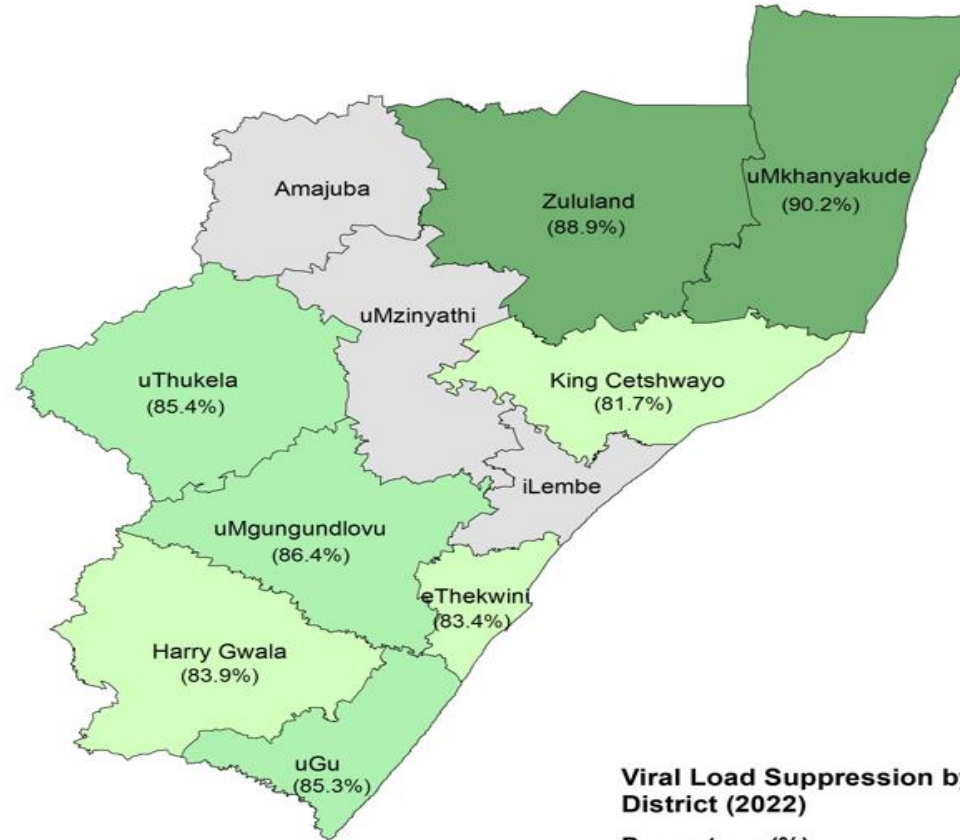 uMkhanyakude
(90.2%)
Amajuba
Zululand
(88.9%)
uMzinyathi
uThukela
(85.4%)
King Cetshwayo
(81.7%)
iLembe
uMgungundlovu
(86.4%)
eThekwini
(83.4%)
Harry Gwala
(83.9%)
uGu
(85.3%)
Viral Load Suppression by
District (2022)